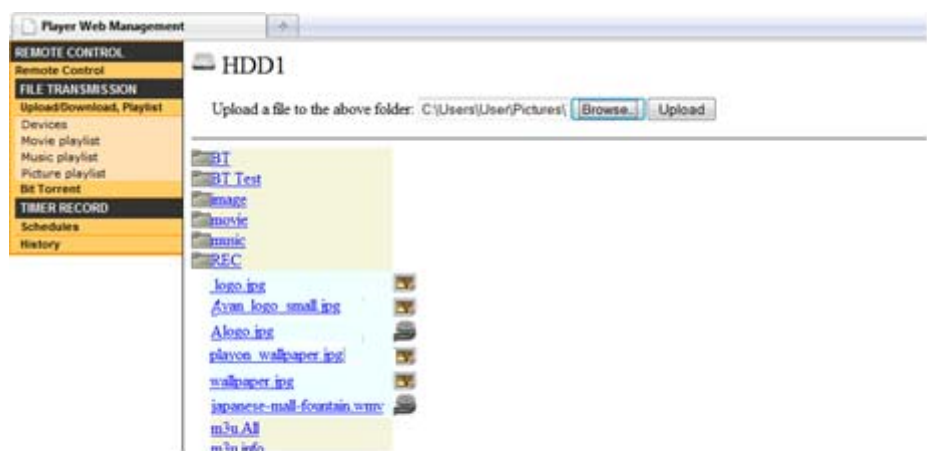 Player Web Management
REMOTE CONTROL
Remote Control
FILE TRANSMISSION
Upload/Download, Playlist
Devices
Movie playlist
Music playlist
Picture playlist
Bit Torrent
TIMER RECORD
Schedules
History
HDD1
Upload a file to the above folder: C:\Users\User\Pictures\ Browse.. Upload
BT
BT Test
image
movie
music
REC
logo.jpg
Ayan_logo_small.jpg
Alogo.jpg
playon_wallpaper.jpg
wallpaper.jpg
japanese-mall-fountain.wmv
m3u.All
m3u.info